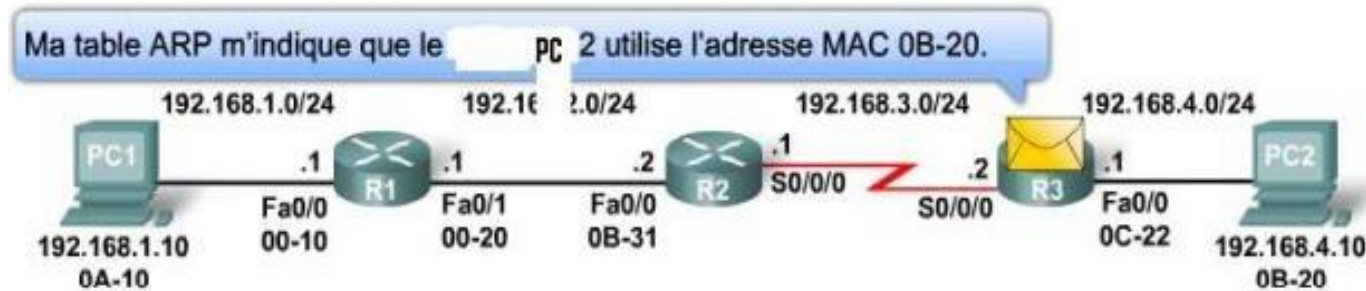 Ma table ARP m'indique que le PC 2 utilise l'adresse MAC 0B-20.
192.168.1.0/24 192.16 2.0/24 192.168.3.0/24 192.168.4.0/24
PC1 .1 R1 .1 .2 R2 .1 .2 R3 .1 PC2
S0/0/0 S0/0/0
Fa0/0 Fa0/1 Fa0/0 Fa0/0
192.168.1.10 00-10 00-20 0B-31 0C-22 192.168.4.10
0A-10 0B-20